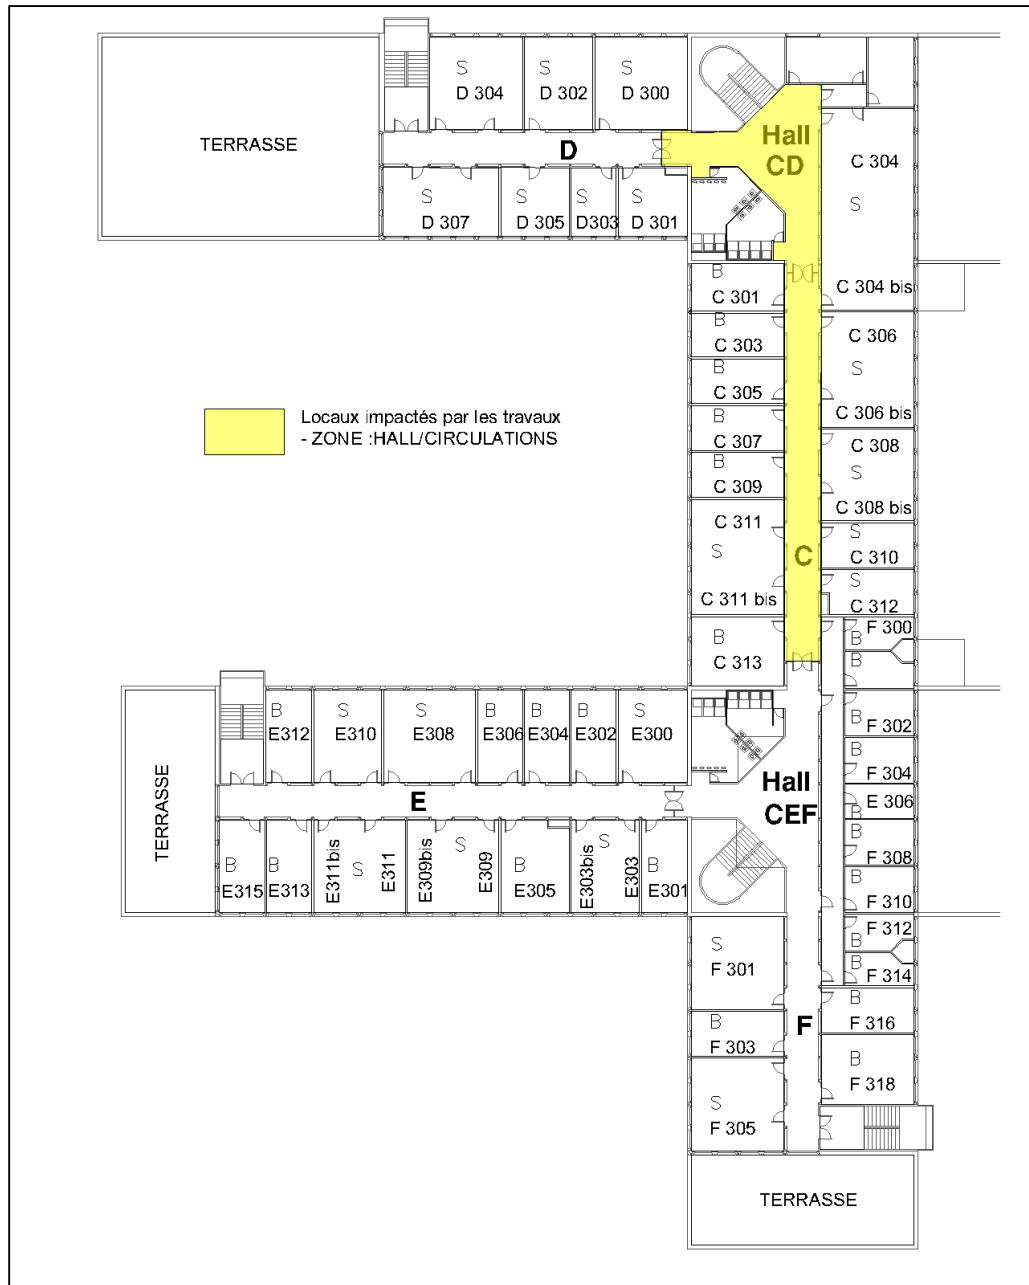 S
D 304
S
D 302
S
D 300
TERRASSE
D
Hall
CD
C 304
S
C 304 bis
S
D 307
S
D 305
S
D303
S
D 301
B
C 301
B
C 303
B
C 305
B
C 307
B
C 309
C 311
S
C 311 bis
B
C 313
C 306
S
C 306 bis
C 308
S
C 308 bis
S
C 310
S
C 312
C
Locaux impactés par les travaux
- ZONE :HALL/CIRCULATIONS
F 300
B
B
B
F 302
B
F 304
E 306
B
B
F 308
B
F 310
F 312
B
B
F 314
B
F 316
B
F 318
B
E312
S
E310
S
E308
B
E306
B
E304
B
E302
S
E300
TERRASSE
E
Hall
CEF
B
E315
B
E313
E311bis
S
E311
E309bis
S
E309
B
E305
E303bis
S
E303
B
E301
S
F 301
B
F 303
S
F 305
F
TERRASSE